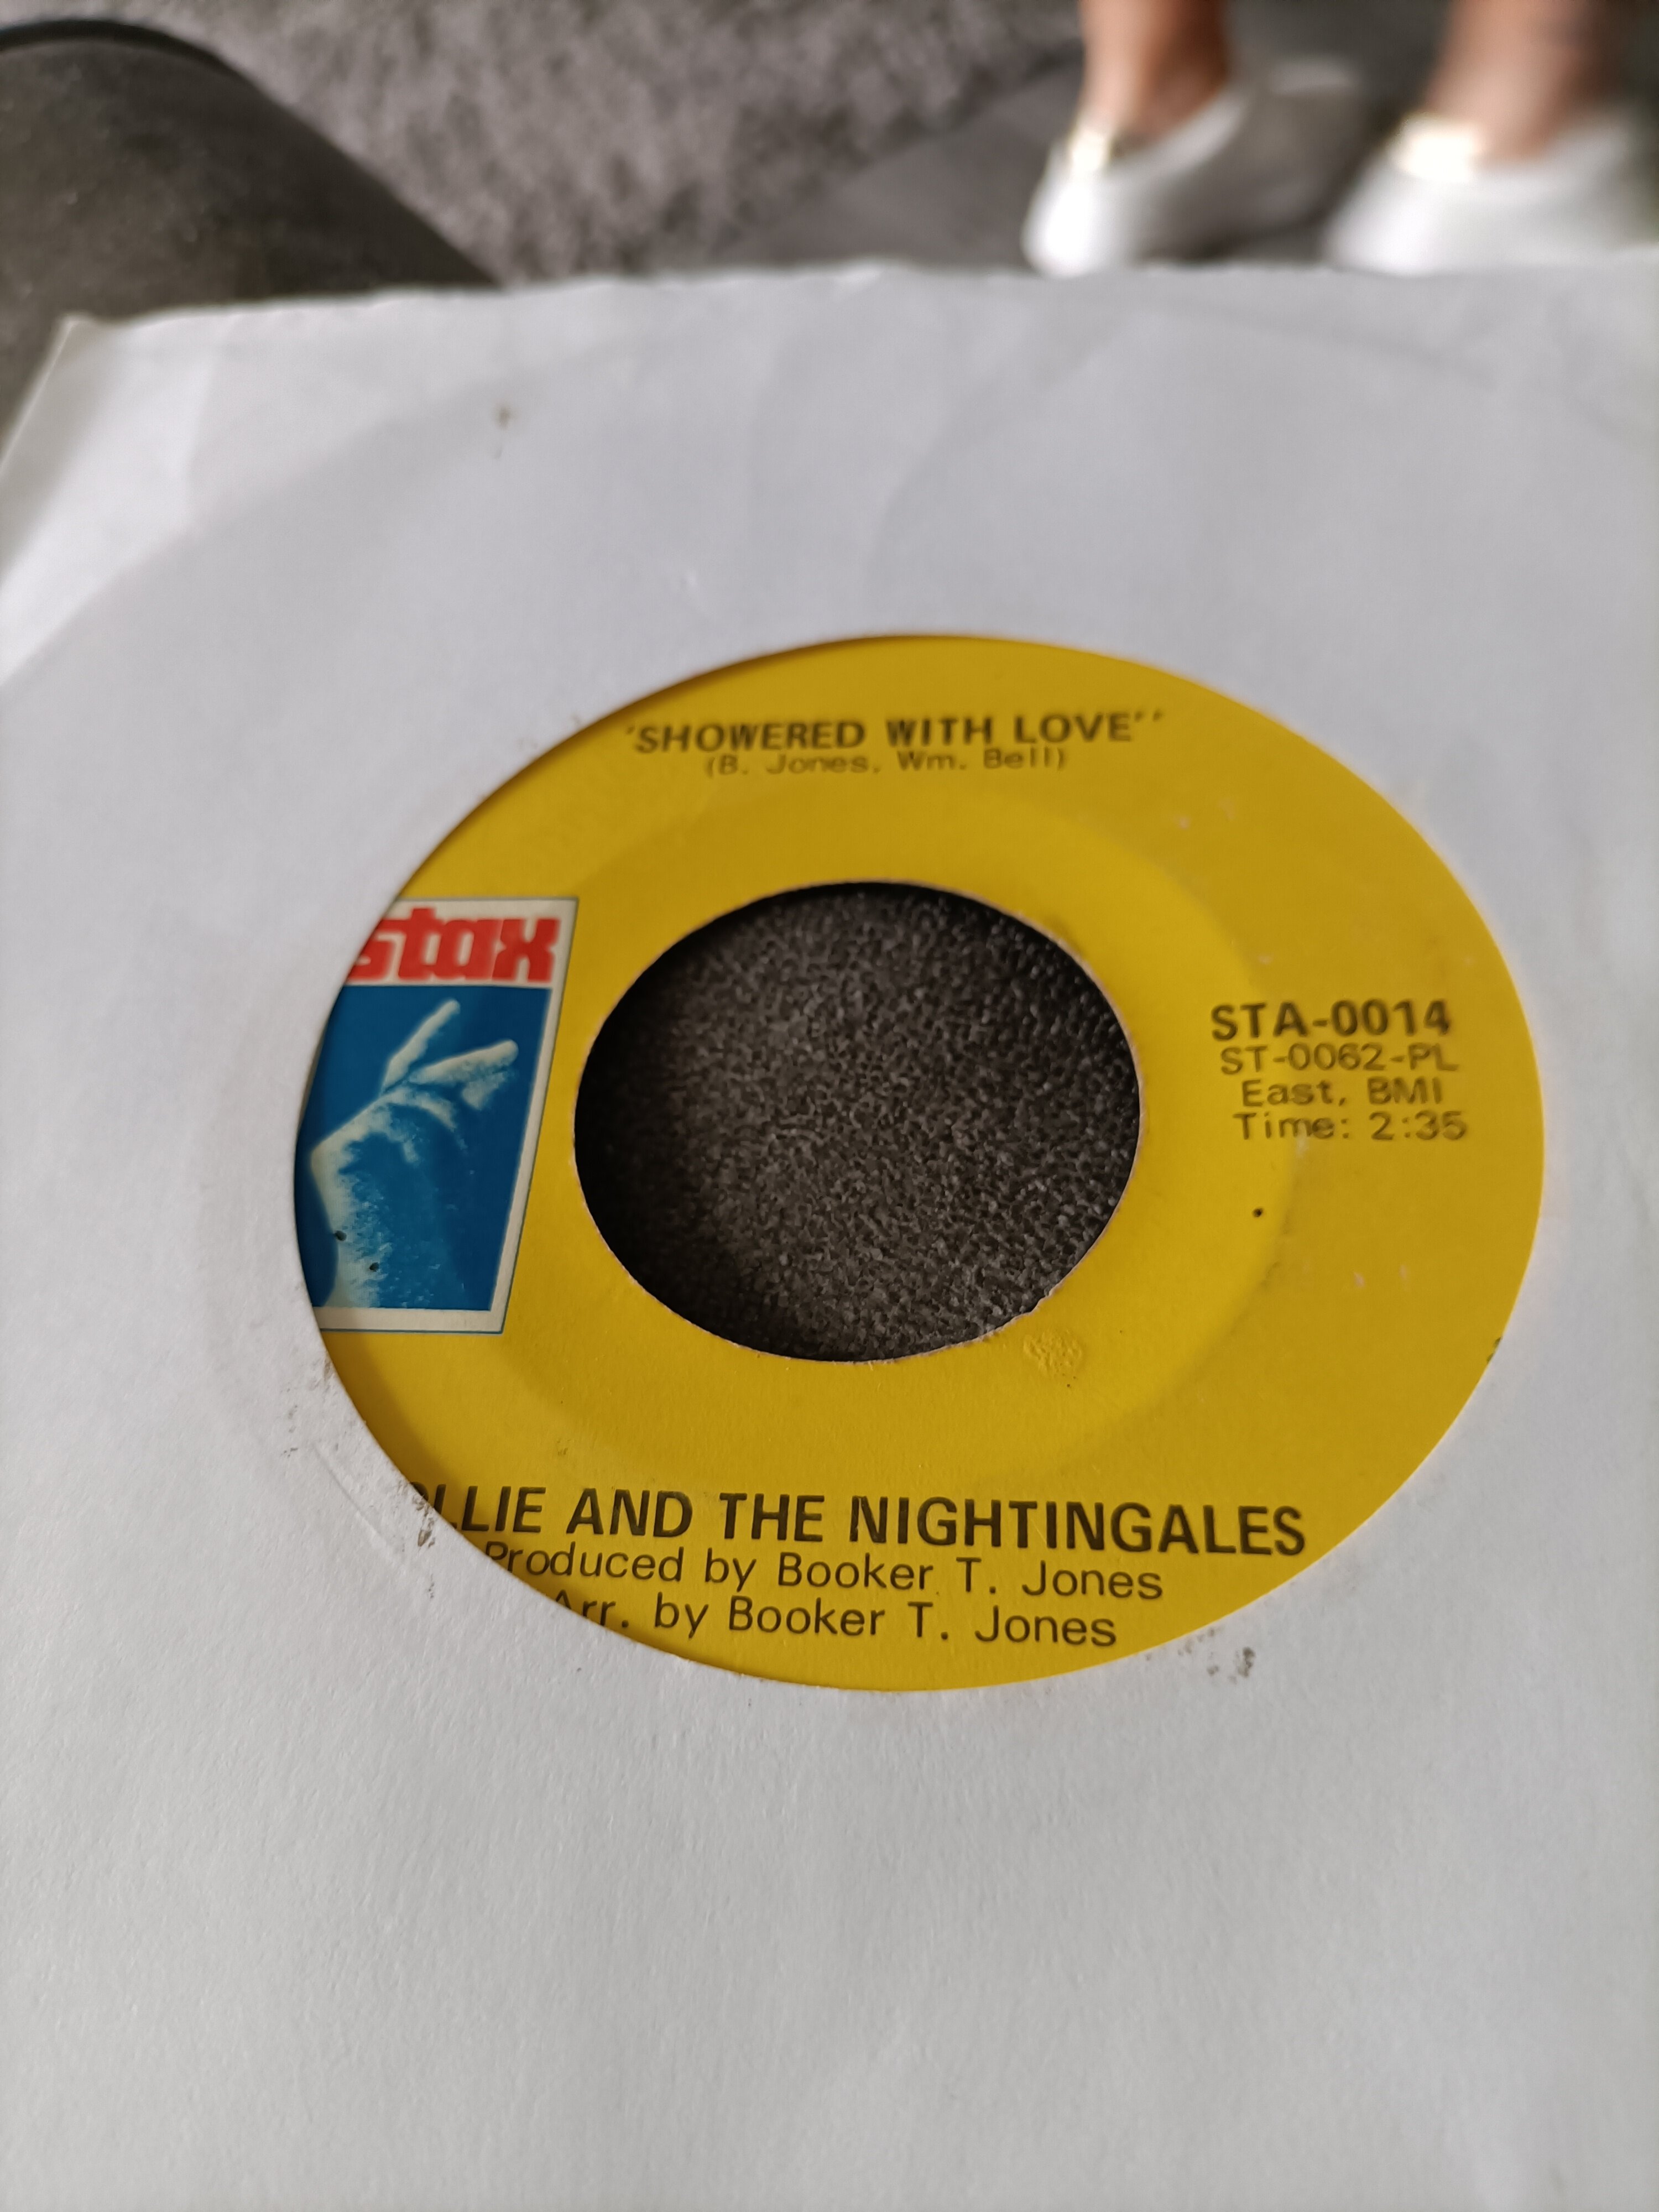 'SHOWERED WITH LOVE''
(B. Jones, Wm. Bell)
stax
STA-0014
ST-0062-PL
East, BMI
Time: 2:35
OLLIE AND THE NIGHTINGALES
Produced by Booker T. Jones
Arr. by Booker T. Jones